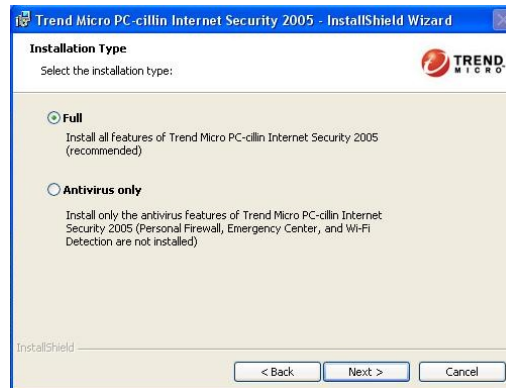 Trend Micro PC-cillin Internet Security 2005 - InstallShield Wizard
Installation Type
Select the installation type:
TREND
MICRO
Full
Install all features of Trend Micro PC-cillin Internet Security 2005
(recommended)
Antivirus only
Install only the antivirus features of Trend Micro PC-cillin Internet
Security 2005 (Personal Firewall, Emergency Center, and Wi-Fi
Detection are not installed)
InstallShield
< Back
Next >
Cancel